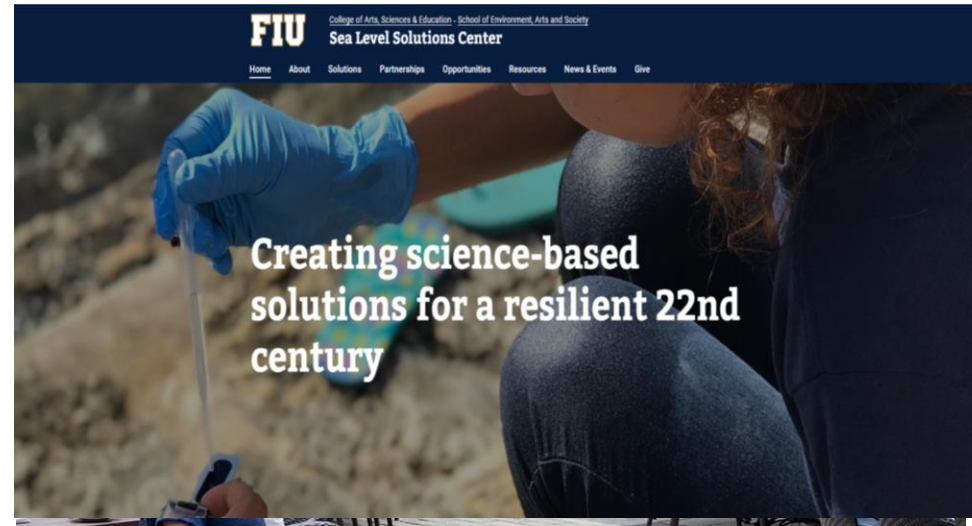 FIU
College of Arts, Sciences & Education - School of Environment, Arts and Society
Sea Level Solutions Center
Home About Solutions Partnerships Opportunities Resources News & Events Give
Creating science-based
solutions for a resilient 22nd
century